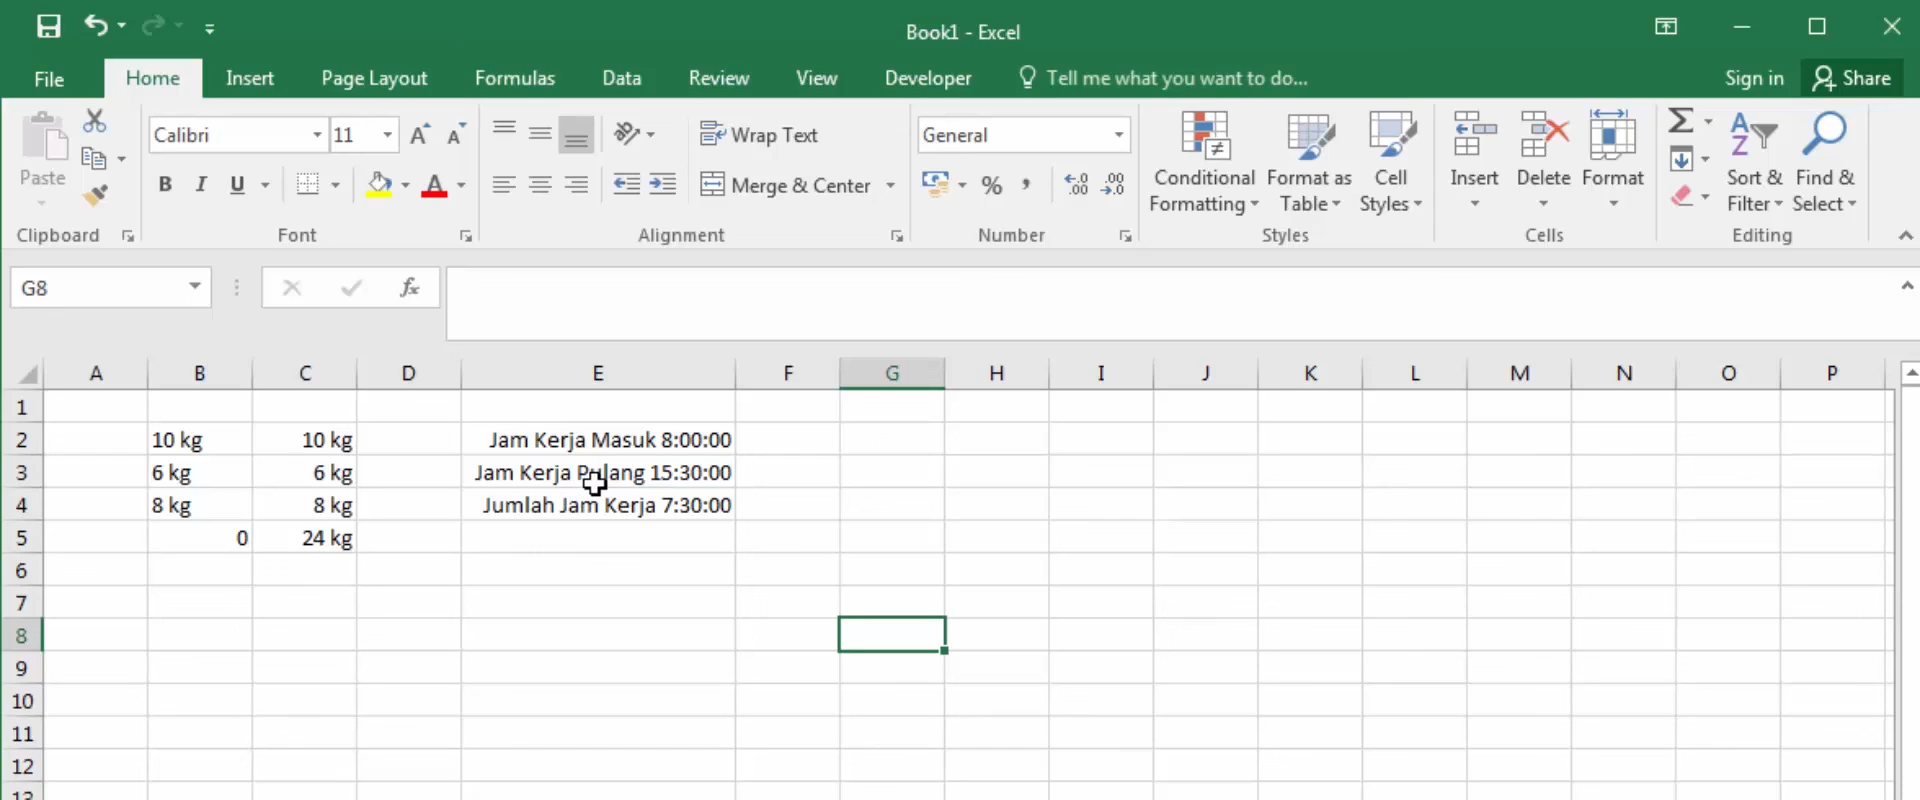 Book1 - Excel
File Home Insert Page Layout Formulas Data Review View Developer Tell me what you want to do... Sign in Share
Paste
Clipboard
Calibri 11
B I U A
Font
Wrap Text
Merge & Center
Alignment
General
% , .00 .00
Number
Conditional Formatting
Format as Table
Cell Styles
Styles
Insert Delete Format
Cells
Sort & Filter
Find & Select
Editing
G8 fx
A B C D E F G H I J K L M N O P
1
2 10 kg 10 kg Jam Kerja Masuk 8:00:00
3 6 kg 6 kg Jam Kerja Pulang 15:30:00
4 8 kg 8 kg Jumlah Jam Kerja 7:30:00
5 0 24 kg
6
7
8
9
10
11
12
13